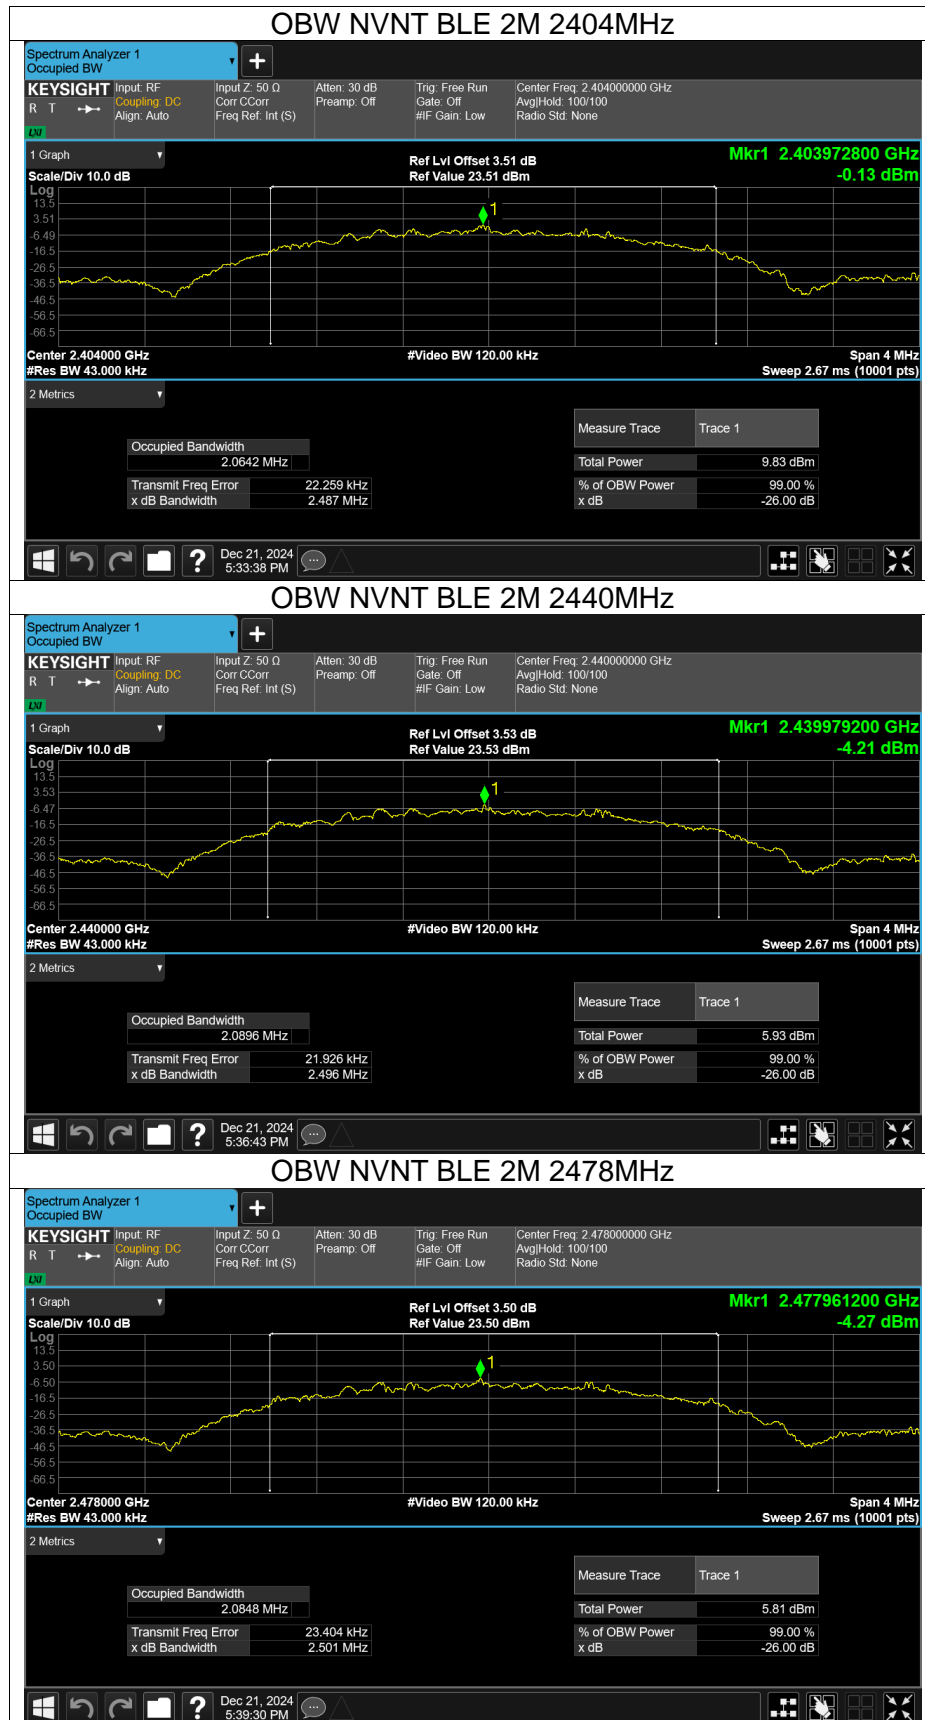 OBW NVNT BLE 2M 2404MHz
Spectrum Analyzer 1
Occupied BW
KEYSIGHT Input: RF Input Z: 50 Ω Atten: 30 dB Trig: Free Run Center Freq: 2.404000000 GHz
R T Coupling: DC Corr CCorr Preamp: Off Gate: Off Avg|Hold: 100/100
Align: Auto Freq Ref: Int (S) #IF Gain: Low Radio Std: None
LXI
1 Graph Ref Lvl Offset 3.51 dB Mkr1 2.403972800 GHz
Scale/Div 10.0 dB Ref Value 23.51 dBm -0.13 dBm
Log
13.5
3.51
-6.49
-16.5
-26.5
-36.5
-46.5
-56.5
-66.5
1
Center 2.404000 GHz #Video BW 120.00 kHz Span 4 MHz
#Res BW 43.000 kHz Sweep 2.67 ms (10001 pts)
2 Metrics
Measure Trace Trace 1
Occupied Bandwidth
2.0642 MHz Total Power 9.83 dBm
Transmit Freq Error 22.259 kHz % of OBW Power 99.00 %
x dB Bandwidth 2.487 MHz x dB -26.00 dB
? Dec 21, 2024
5:33:38 PM
OBW NVNT BLE 2M 2440MHz
Spectrum Analyzer 1
Occupied BW
KEYSIGHT Input: RF Input Z: 50 Ω Atten: 30 dB Trig: Free Run Center Freq: 2.440000000 GHz
R T Coupling: DC Corr CCorr Preamp: Off Gate: Off Avg|Hold: 100/100
Align: Auto Freq Ref: Int (S) #IF Gain: Low Radio Std: None
LXI
1 Graph Ref Lvl Offset 3.53 dB Mkr1 2.439979200 GHz
Scale/Div 10.0 dB Ref Value 23.53 dBm -4.21 dBm
Log
13.5
3.53
-6.47
-16.5
-26.5
-36.5
-46.5
-56.5
-66.5
1
Center 2.440000 GHz #Video BW 120.00 kHz Span 4 MHz
#Res BW 43.000 kHz Sweep 2.67 ms (10001 pts)
2 Metrics
Measure Trace Trace 1
Occupied Bandwidth
2.0896 MHz Total Power 5.93 dBm
Transmit Freq Error 21.926 kHz % of OBW Power 99.00 %
x dB Bandwidth 2.496 MHz x dB -26.00 dB
? Dec 21, 2024
5:36:43 PM
OBW NVNT BLE 2M 2478MHz
Spectrum Analyzer 1
Occupied BW
KEYSIGHT Input: RF Input Z: 50 Ω Atten: 30 dB Trig: Free Run Center Freq: 2.478000000 GHz
R T Coupling: DC Corr CCorr Preamp: Off Gate: Off Avg|Hold: 100/100
Align: Auto Freq Ref: Int (S) #IF Gain: Low Radio Std: None
LXI
1 Graph Ref Lvl Offset 3.50 dB Mkr1 2.477961200 GHz
Scale/Div 10.0 dB Ref Value 23.50 dBm -4.27 dBm
Log
13.5
3.50
-6.50
-16.5
-26.5
-36.5
-46.5
-56.5
-66.5
1
Center 2.478000 GHz #Video BW 120.00 kHz Span 4 MHz
#Res BW 43.000 kHz Sweep 2.67 ms (10001 pts)
2 Metrics
Measure Trace Trace 1
Occupied Bandwidth
2.0848 MHz Total Power 5.81 dBm
Transmit Freq Error 23.404 kHz % of OBW Power 99.00 %
x dB Bandwidth 2.501 MHz x dB -26.00 dB
? Dec 21, 2024
5:39:30 PM